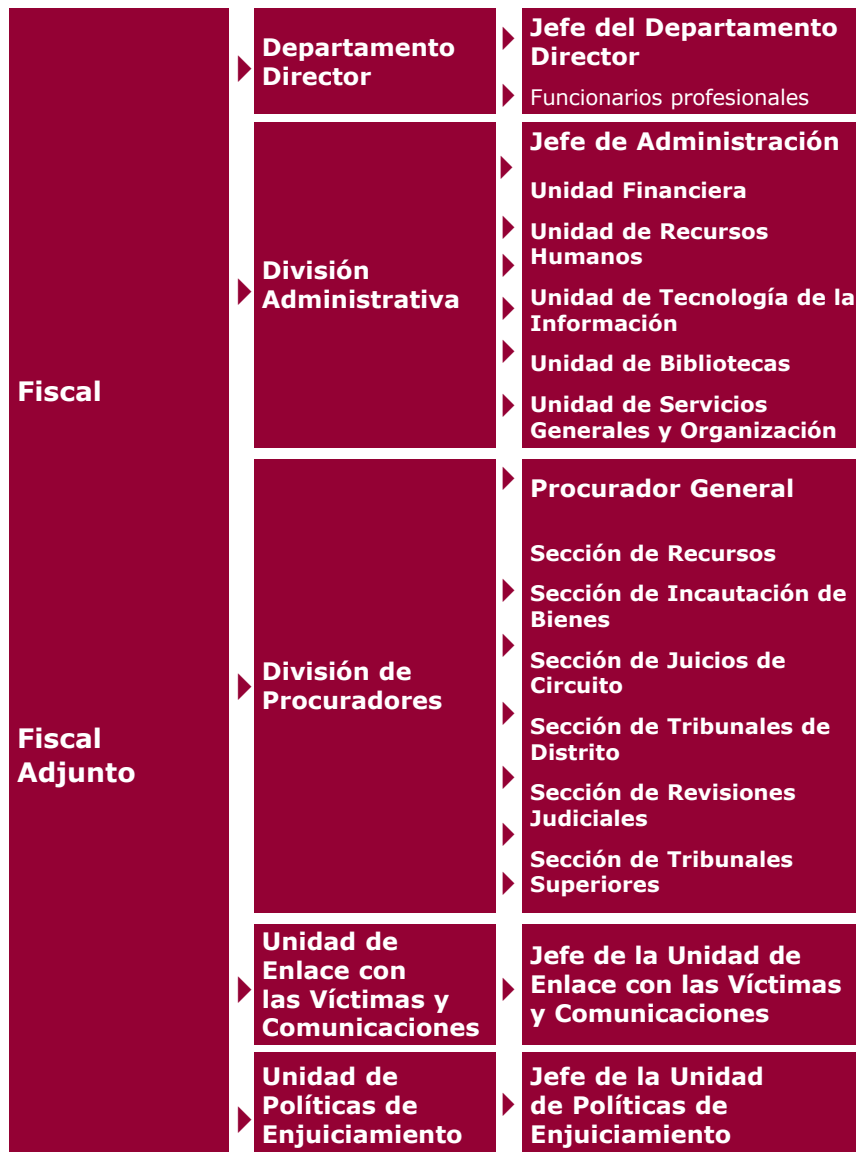 Fiscal
Fiscal
Adjunto
Departamento
Director
Jefe del Departamento
Director
Funcionarios profesionales
División
Administrativa
Jefe de Administración
Unidad Financiera
Unidad de Recursos
Humanos
Unidad de Tecnología de la
Información
Unidad de Bibliotecas
Unidad de Servicios
Generales y Organización
División de
Procuradores
Procurador General
Sección de Recursos
Sección de Incautación de
Bienes
Sección de Juicios de
Circuito
Sección de Tribunales de
Distrito
Sección de Revisiones
Judiciales
Sección de Tribunales
Superiores
Unidad de
Enlace con
las Víctimas y
Comunicaciones
Jefe de la Unidad de
Enlace con las Víctimas
y Comunicaciones
Unidad de
Políticas de
Enjuiciamiento
Jefe de la Unidad
de Políticas de
Enjuiciamiento